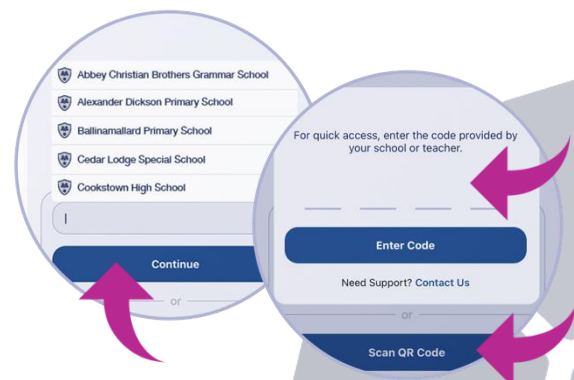 Abbey Christian Brothers Grammar School
Alexander Dickson Primary School
Ballinamallard Primary School
Cedar Lodge Special School
Cookstown High School
Continue
or
For quick access, enter the code provided by
your school or teacher.
Enter Code
Need Support? Contact Us
or
Scan QR Code